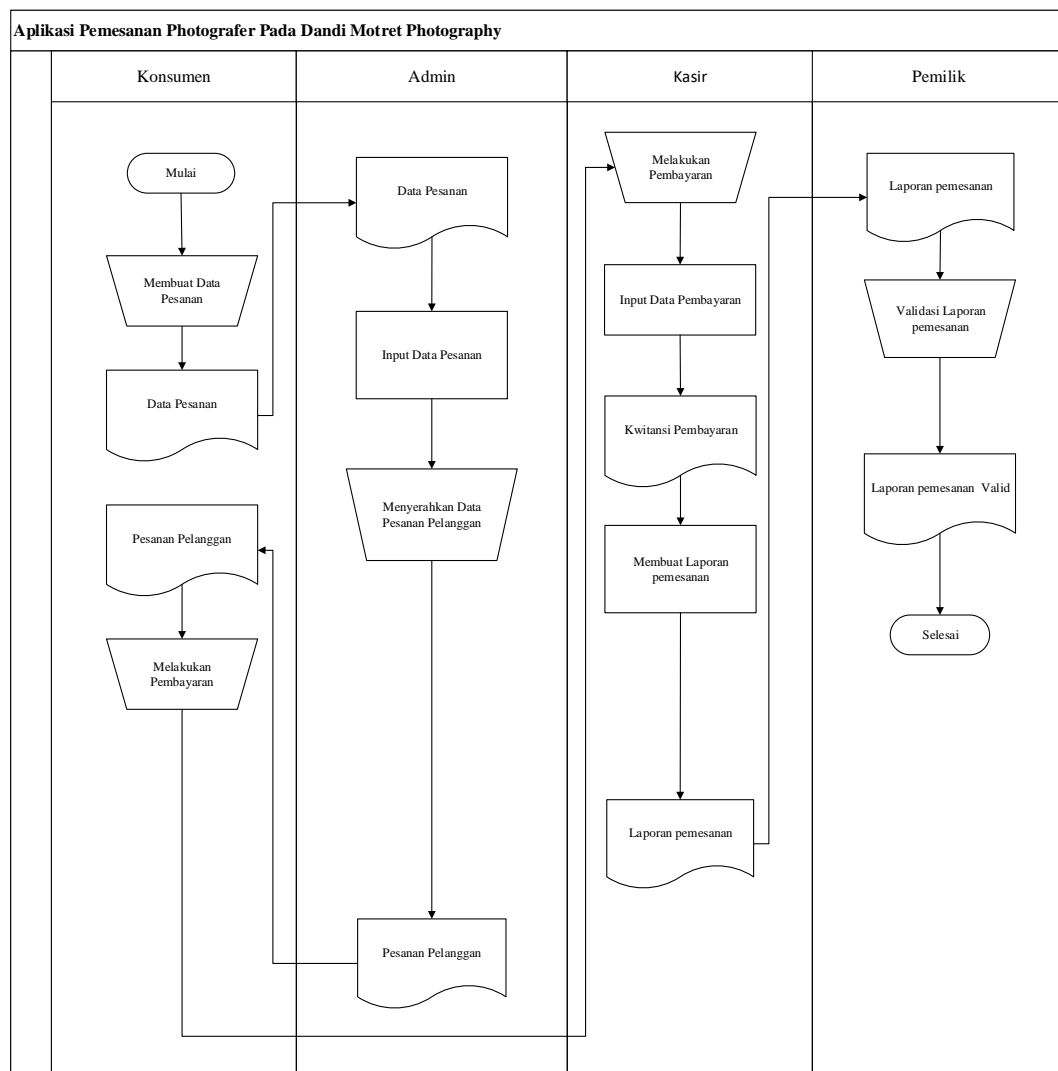 Aplikasi Pemesanan Photografer Pada Dandi Motret Photography
Konsumen
Admin
Kasir
Pemilik
Mulai
Membuat Data
Pesanan
Data Pesanan
Pesanan Pelanggan
Melakukan
Pembayaran
Data Pesanan
Input Data Pesanan
Menyerahkan Data
Pesanan Pelanggan
Pesanan Pelanggan
Melakukan
Pembayaran
Input Data Pembayaran
Kwitansi Pembayaran
Membuat Laporan
pemesanan
Laporan pemesanan
Laporan pemesanan
Validasi Laporan
pemesanan
Laporan pemesanan Valid
Selesai